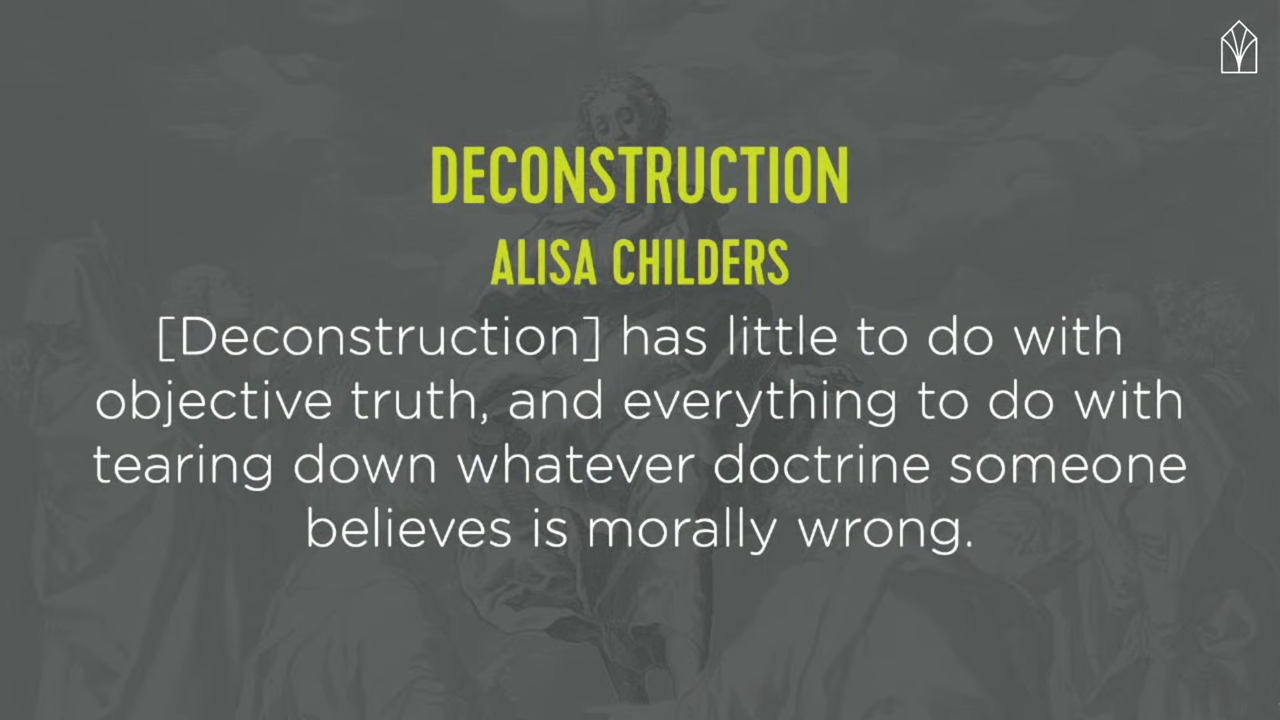 DECONSTRUCTION
ALISA CHILDERS
[Deconstruction] has little to do with
objective truth, and everything to do with
tearing down whatever doctrine someone
believes is morally wrong.